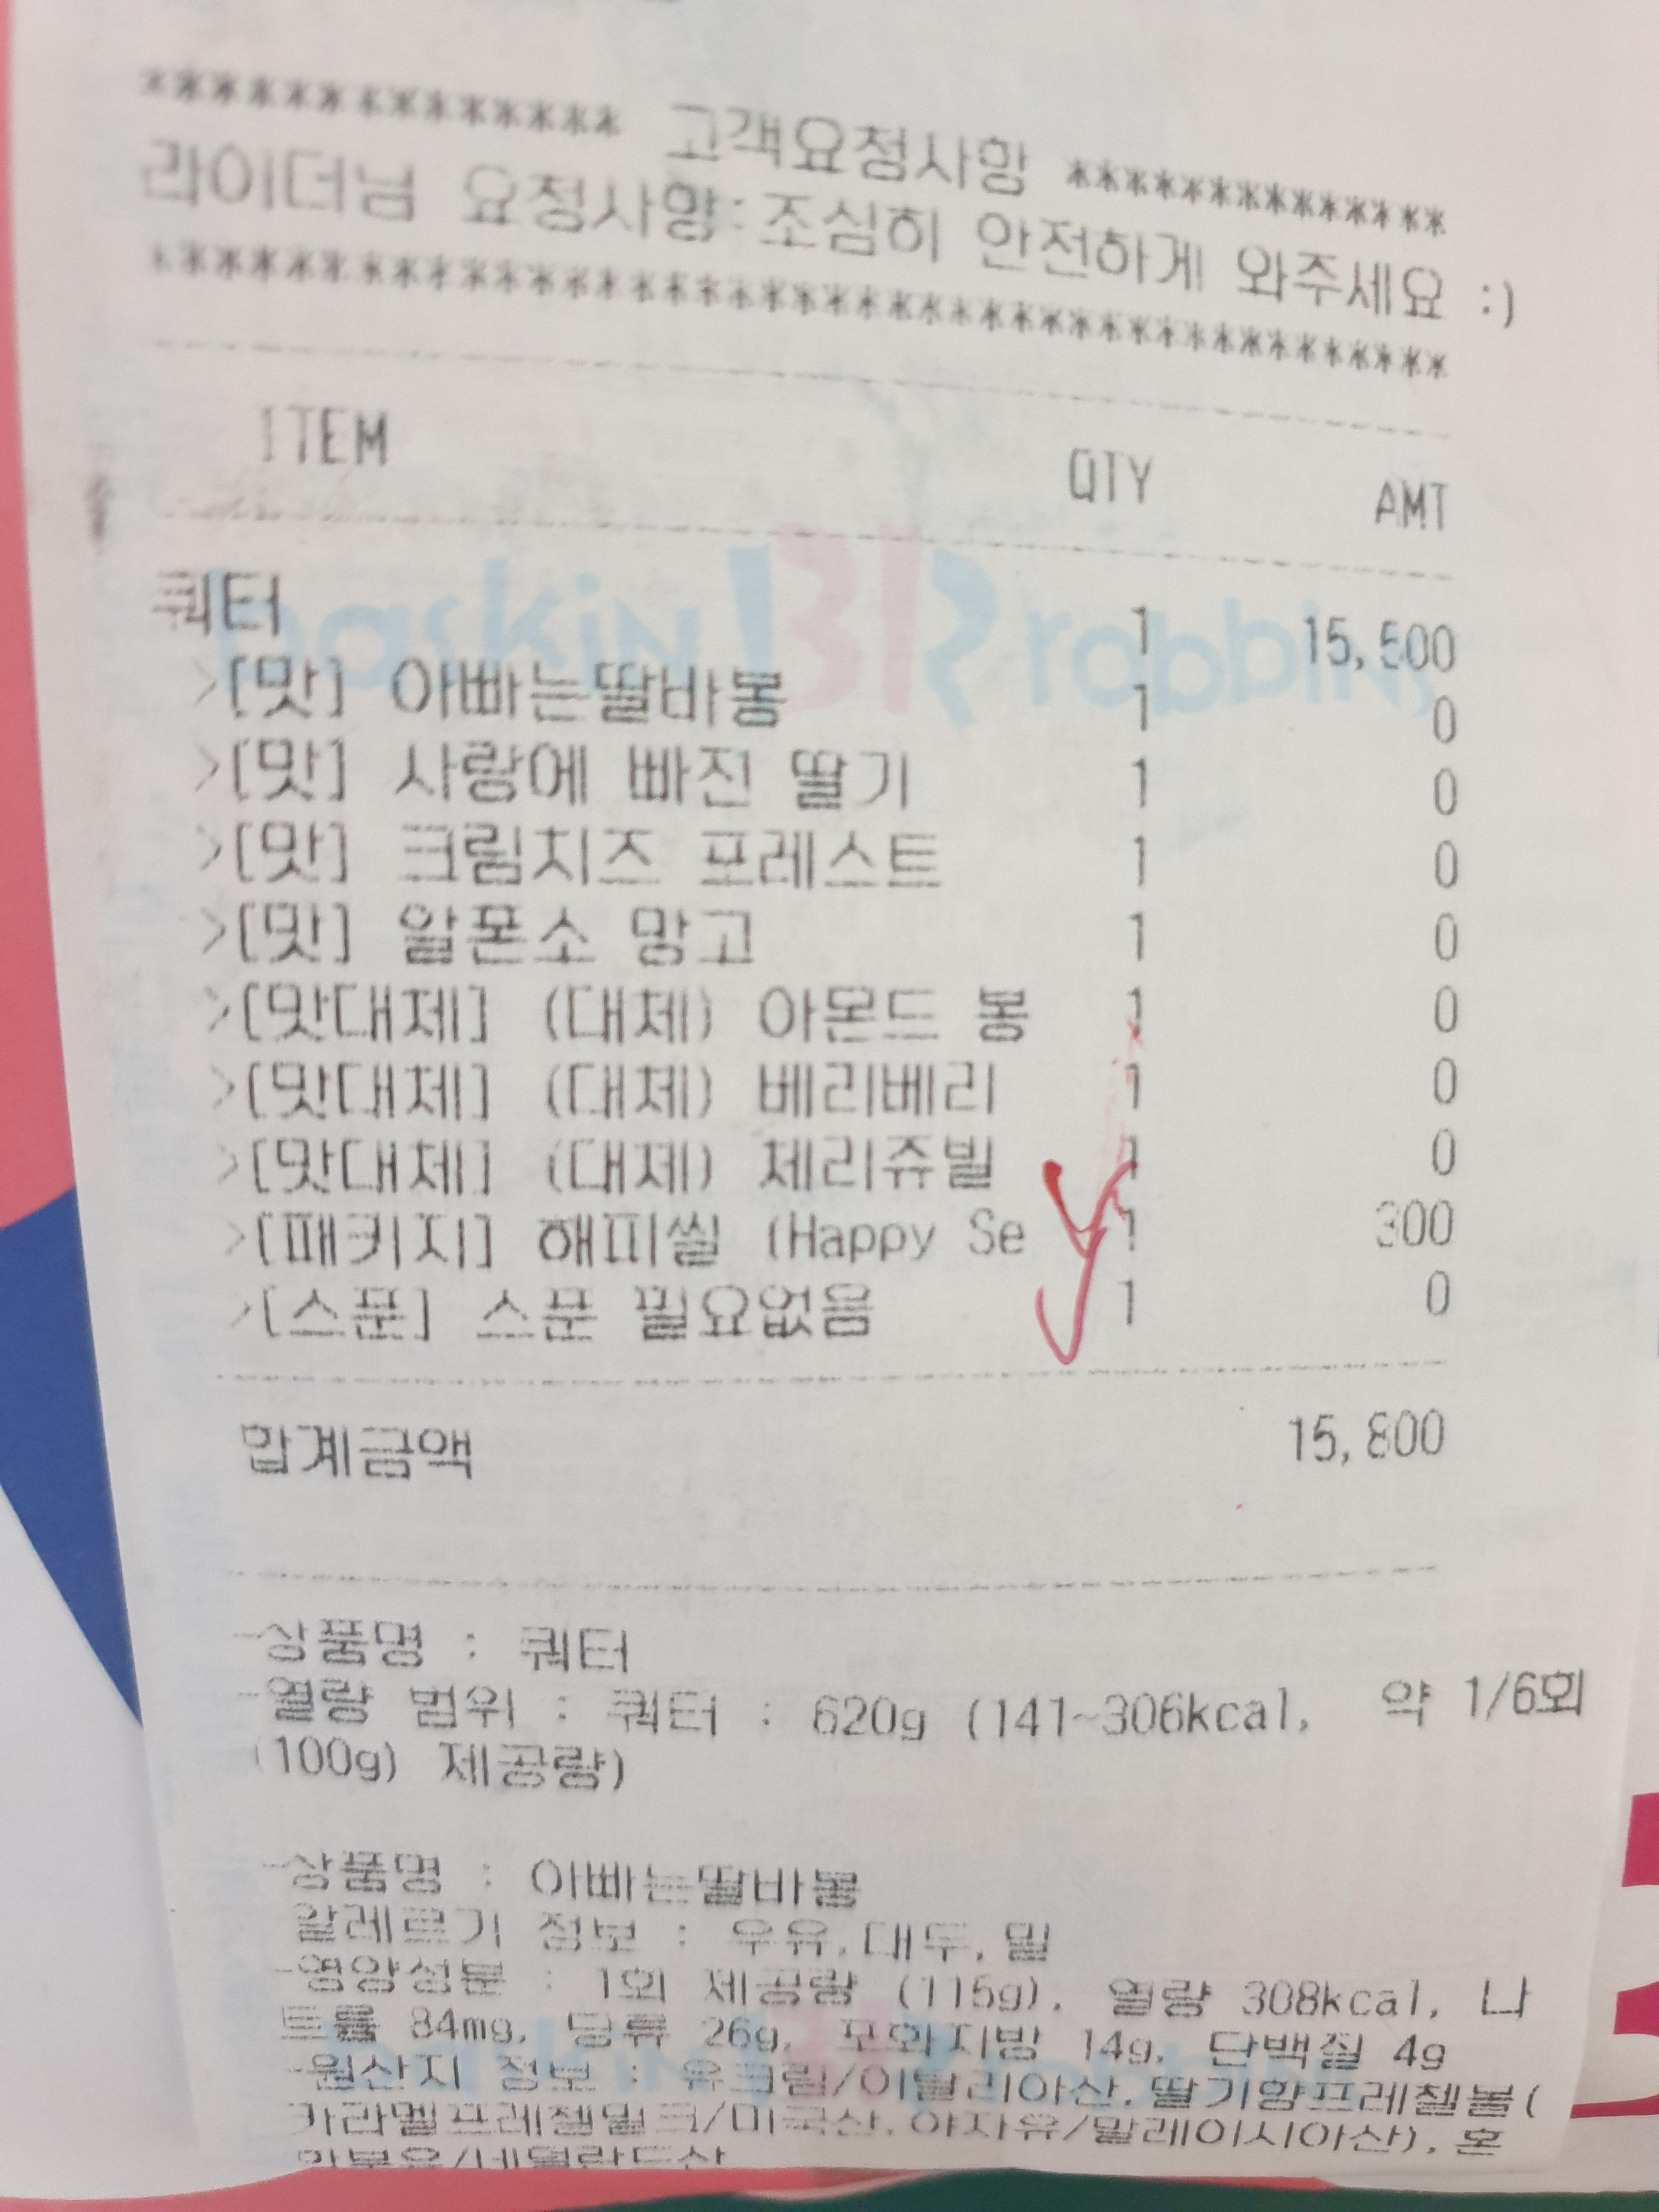 *************** 고객요청사항 **************
라이더님 요청사항:조심히 안전하게 와주세요 :)
******************************************
ITEM QTY AMT
baskin BR robbins
쿼터 1 15,500
>[맛] 아빠는딸바봉 1 0
>[맛] 사랑에 빠진 딸기 1 0
>[맛] 크림치즈 포레스트 1 0
>[맛] 알폰소 망고 1 0
>[맛대체] (대체) 아몬드 봉 1 0
>[맛대체] (대체) 베리베리 1 0
>[맛대체] (대체) 체리쥬빌 1 0
>[패키지] 해피씰 (Happy Se 1 300
>[스푼] 스푼 필요없음 1 0
합계금액 15,800
-상품명 : 쿼터
-열량 범위 : 쿼터 : 620g (141~306kcal, 약 1/6회
(100g) 제공량)
-상품명 : 아빠는딸바봉
알레르기 정보 : 우유,대두,밀
-영양성분 : 1회 제공량 (115g), 열량 308kcal, 나
트륨 84mg, 당류 26g, 포화지방 14g, 단백질 4g
-원산지 정보 : 유크림/이탈리아산,딸기향프레첼볼(
카라멜프레첼밀크/미국산,야자유/말레이시아산),혼